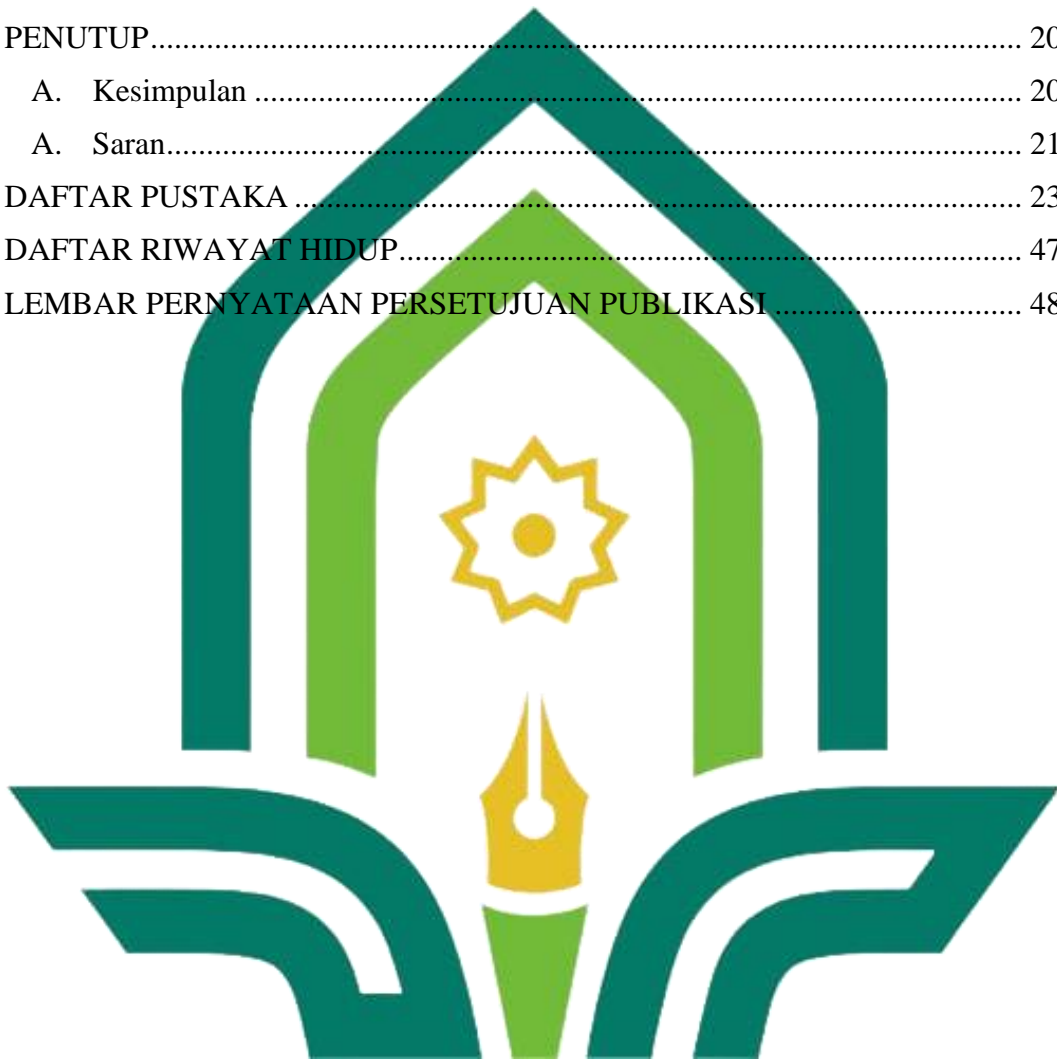 PENUTUP.......................................................................................................... 20
A. Kesimpulan ............................................................................................. 20
A. Saran........................................................................................................ 21
DAFTAR PUSTAKA ........................................................................................ 23
DAFTAR RIWAYAT HIDUP........................................................................... 47
LEMBAR PERNYATAAN PERSETUJUAN PUBLIKASI .............................. 48